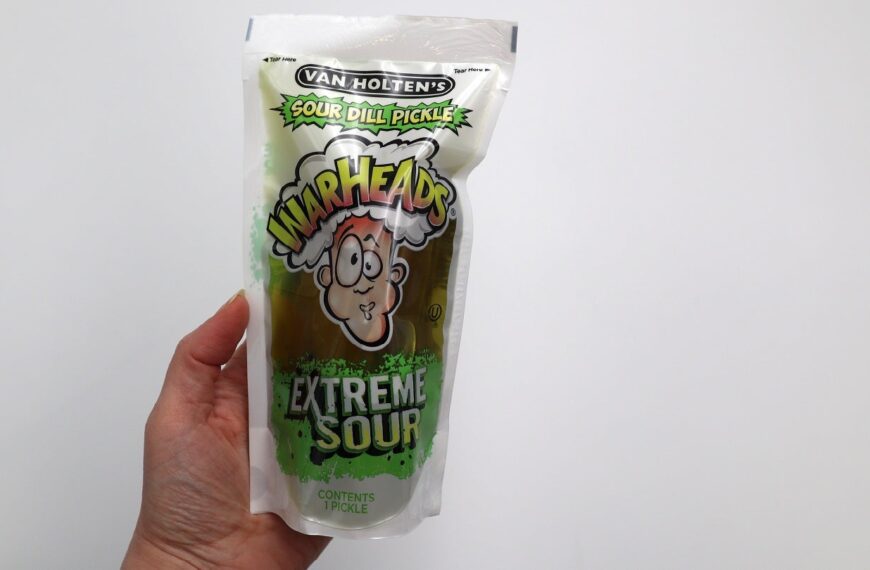 Tear Here
Tear Here
VAN HOLTEN'S
SOUR DILL PICKLE
WARHEADS®
U
EXTREME
SOUR
CONTENTS
1 PICKLE